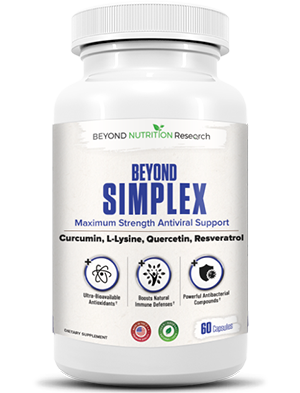 BEYOND NUTRITION Research
BEYOND
SIMPLEX
Maximum Strength Antiviral Support
Curcumin, L-Lysine, Quercetin, Resveratrol
Ultra-Bioavailable
Antioxidants*
Boosts Natural
Immune Defenses*
Powerful Antibacterial
Compounds*
DIETARY SUPPLEMENT
60 Capsules